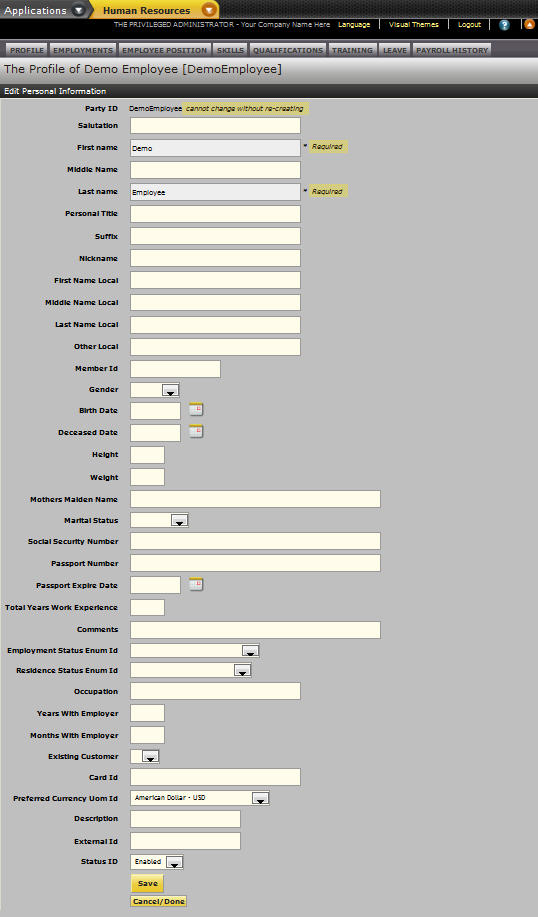 Applications Human Resources
THE PRIVILEGED ADMINISTRATOR - Your Company Name Here Language Visual Themes Logout ?
PROFILE EMPLOYMENTS EMPLOYEE POSITION SKILLS QUALIFICATIONS TRAINING LEAVE PAYROLL HISTORY
The Profile of Demo Employee [DemoEmployee]
Edit Personal Information
Party ID DemoEmployee cannot change without re-creating
Salutation
First name Demo * Required
Middle Name
Last name Employee * Required
Personal Title
Suffix
Nickname
First Name Local
Middle Name Local
Last Name Local
Other Local
Member Id
Gender
Birth Date
Deceased Date
Height
Weight
Mothers Maiden Name
Marital Status
Social Security Number
Passport Number
Passport Expire Date
Total Years Work Experience
Comments
Employment Status Enum Id
Residence Status Enum Id
Occupation
Years With Employer
Months With Employer
Existing Customer
Card Id
Preferred Currency Uom Id American Dollar - USD
Description
External Id
Status ID Enabled
Save
Cancel/Done